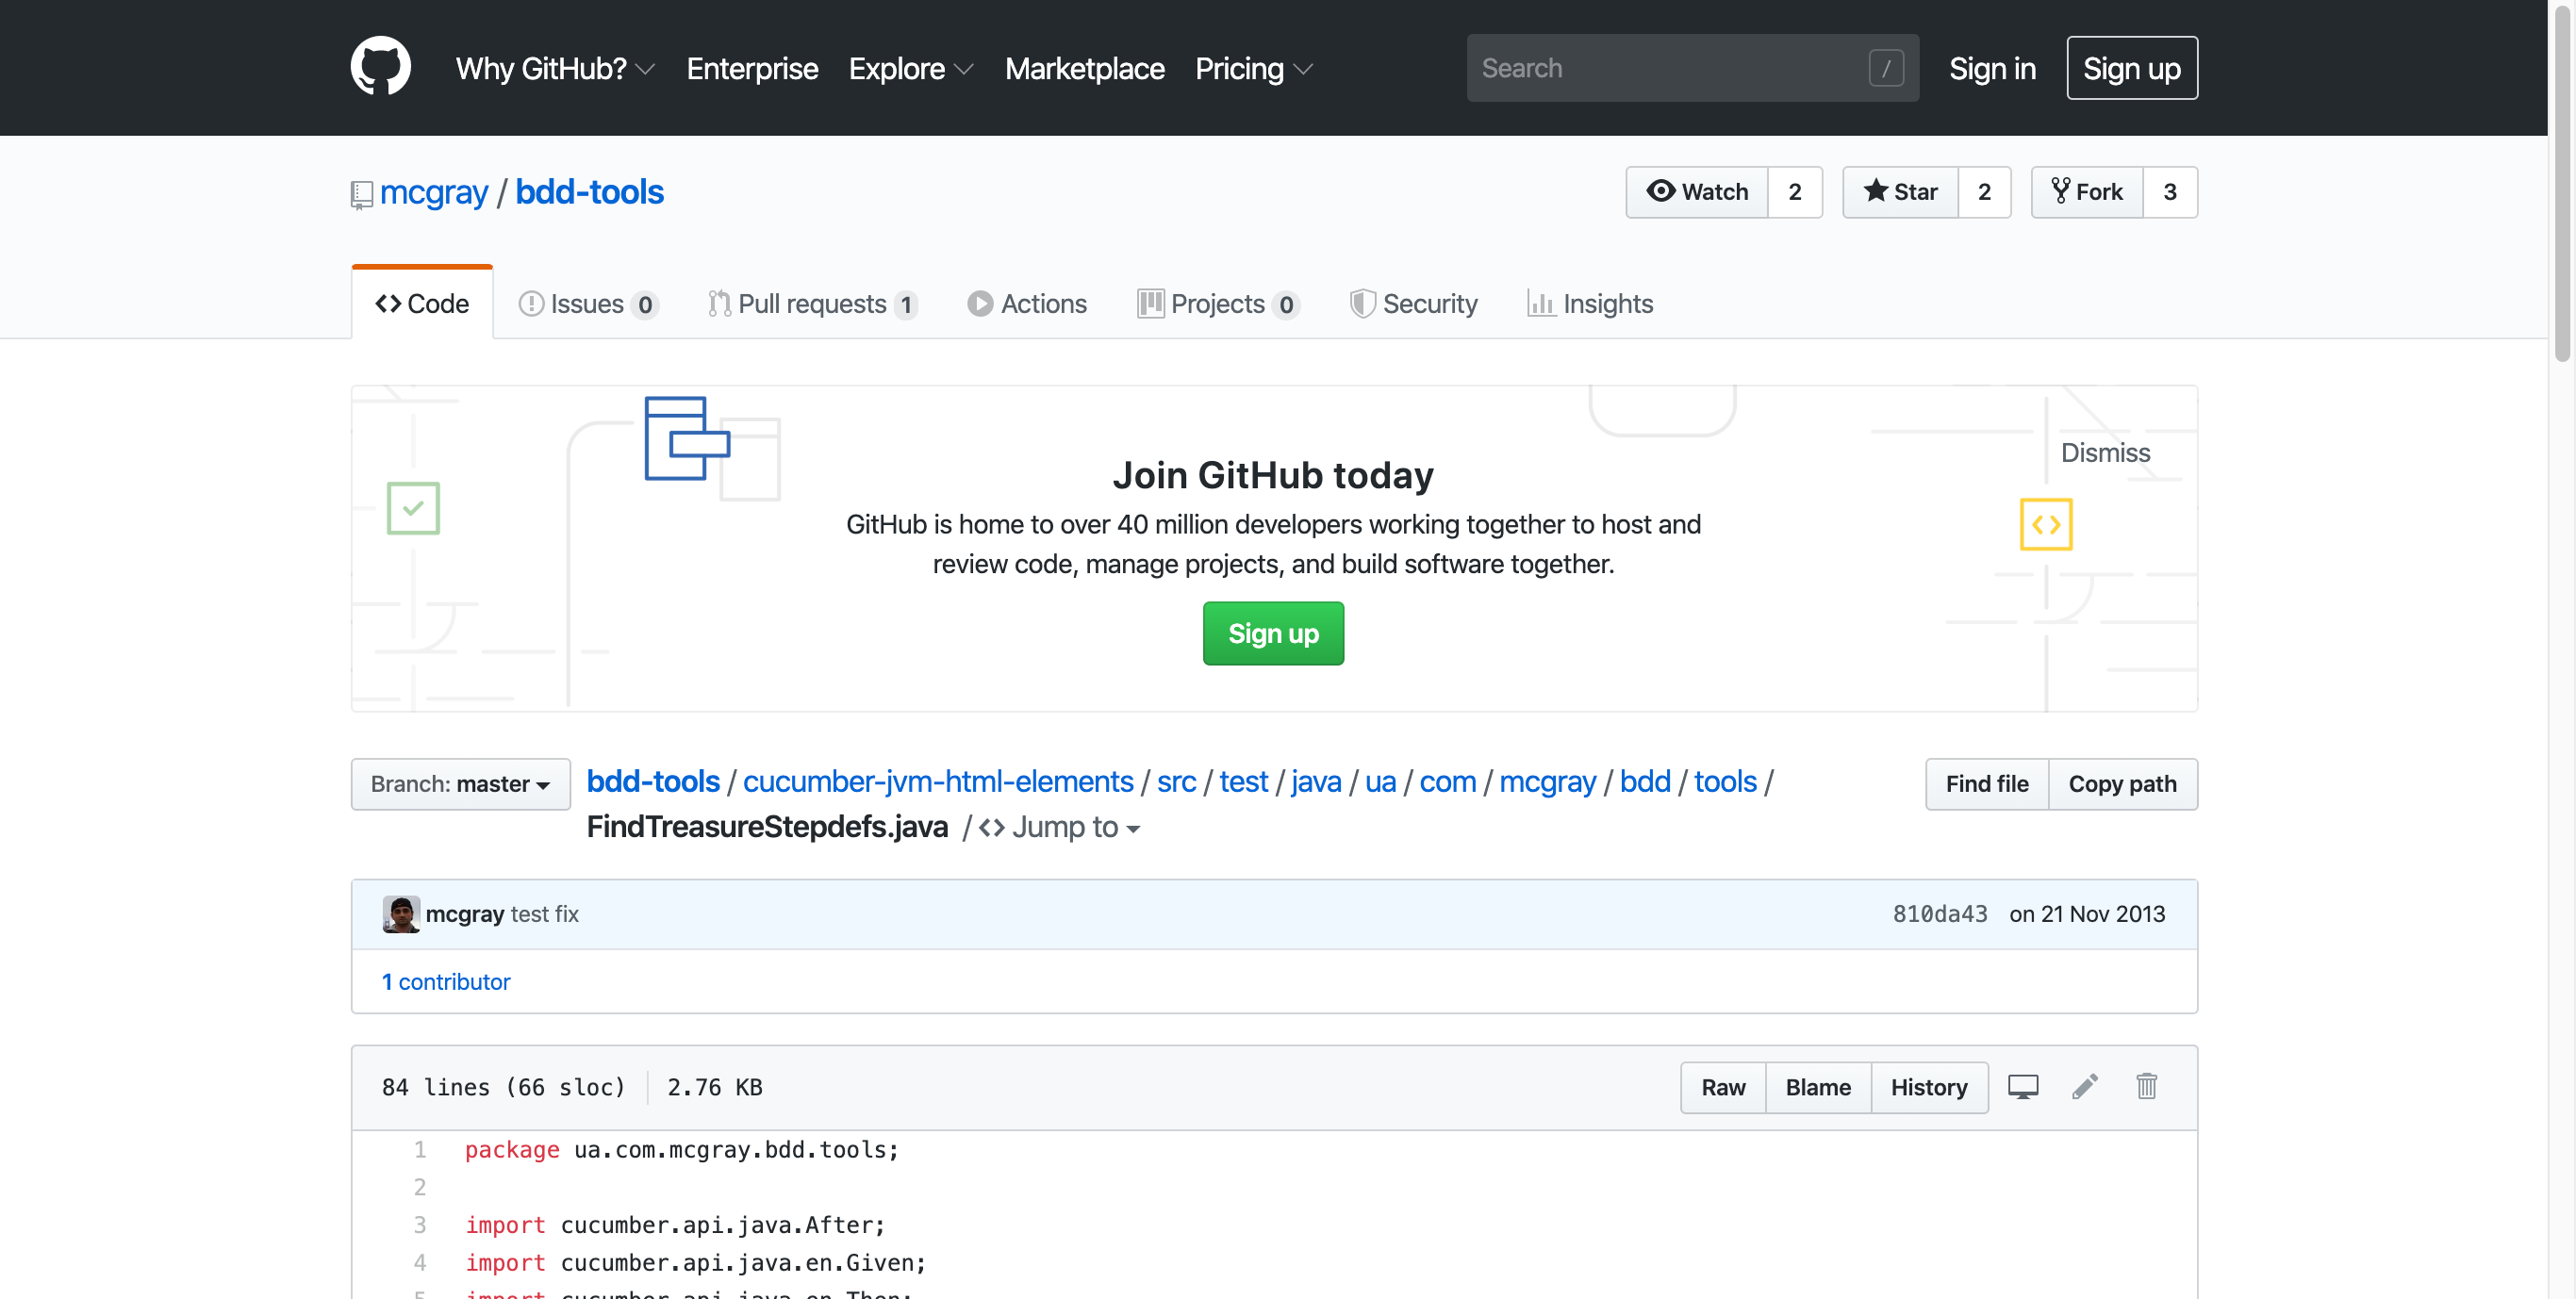 Why GitHub? Enterprise Explore Marketplace Pricing Search / Sign in Sign up
mcgray / bdd-tools Watch 2 Star 2 Fork 3
Code Issues 0 Pull requests 1 Actions Projects 0 Security Insights
Dismiss
Join GitHub today
GitHub is home to over 40 million developers working together to host and
review code, manage projects, and build software together.
Sign up
Branch: master bdd-tools / cucumber-jvm-html-elements / src / test / java / ua / com / mcgray / bdd / tools / Find file Copy path
FindTreasureStepdefs.java / <> Jump to
mcgray test fix 810da43 on 21 Nov 2013
1 contributor
84 lines (66 sloc) 2.76 KB Raw Blame History
1 package ua.com.mcgray.bdd.tools;
2
3 import cucumber.api.java.After;
4 import cucumber.api.java.en.Given;
5 import cucumber.api.java.en.Then;